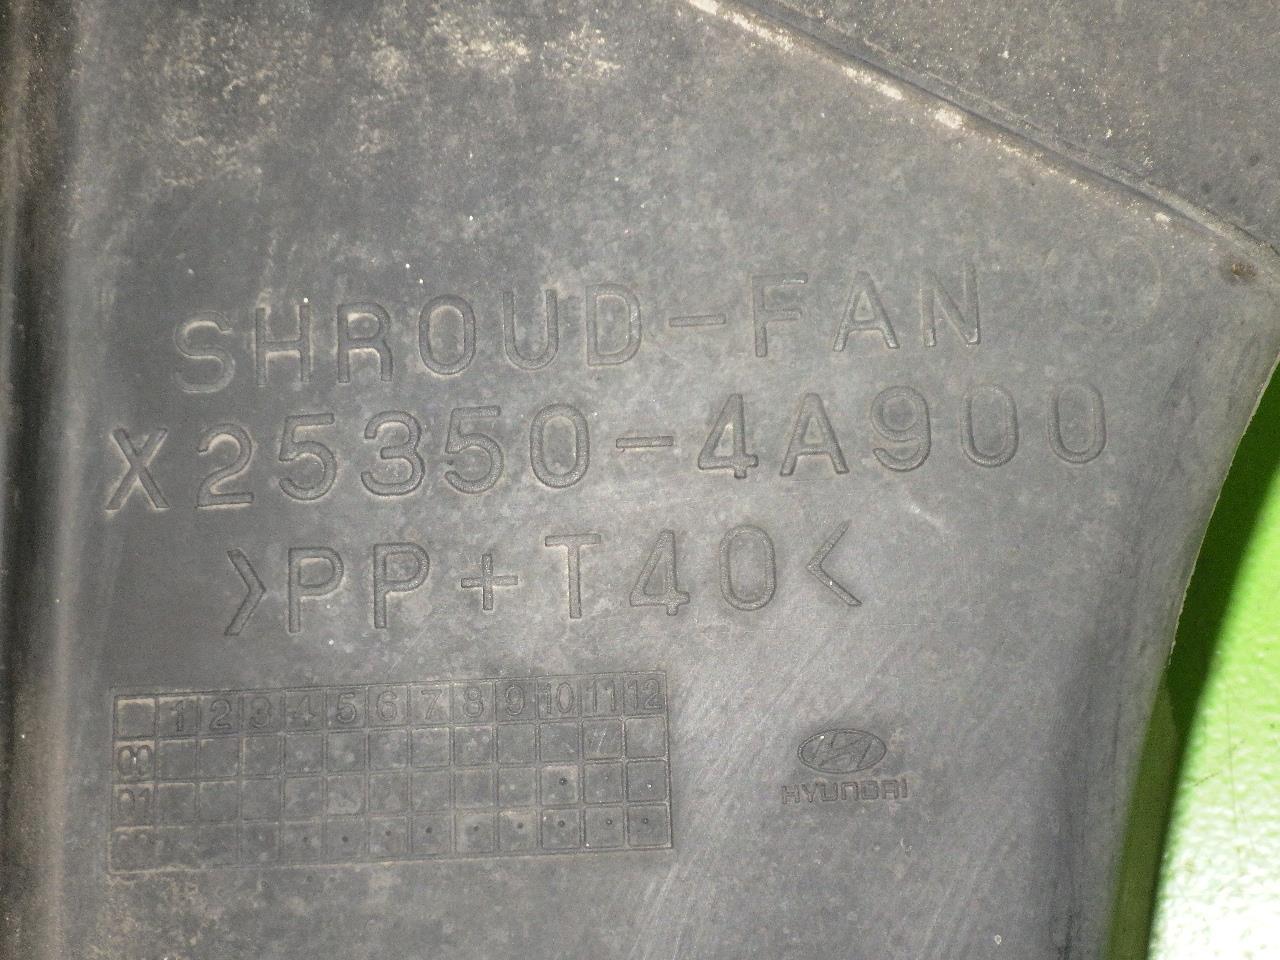 SHROUD-FAN
X25350-4A900
>PP+T40<
1 2 3 4 5 6 7 8 9 10 11 12
HYUNDAI